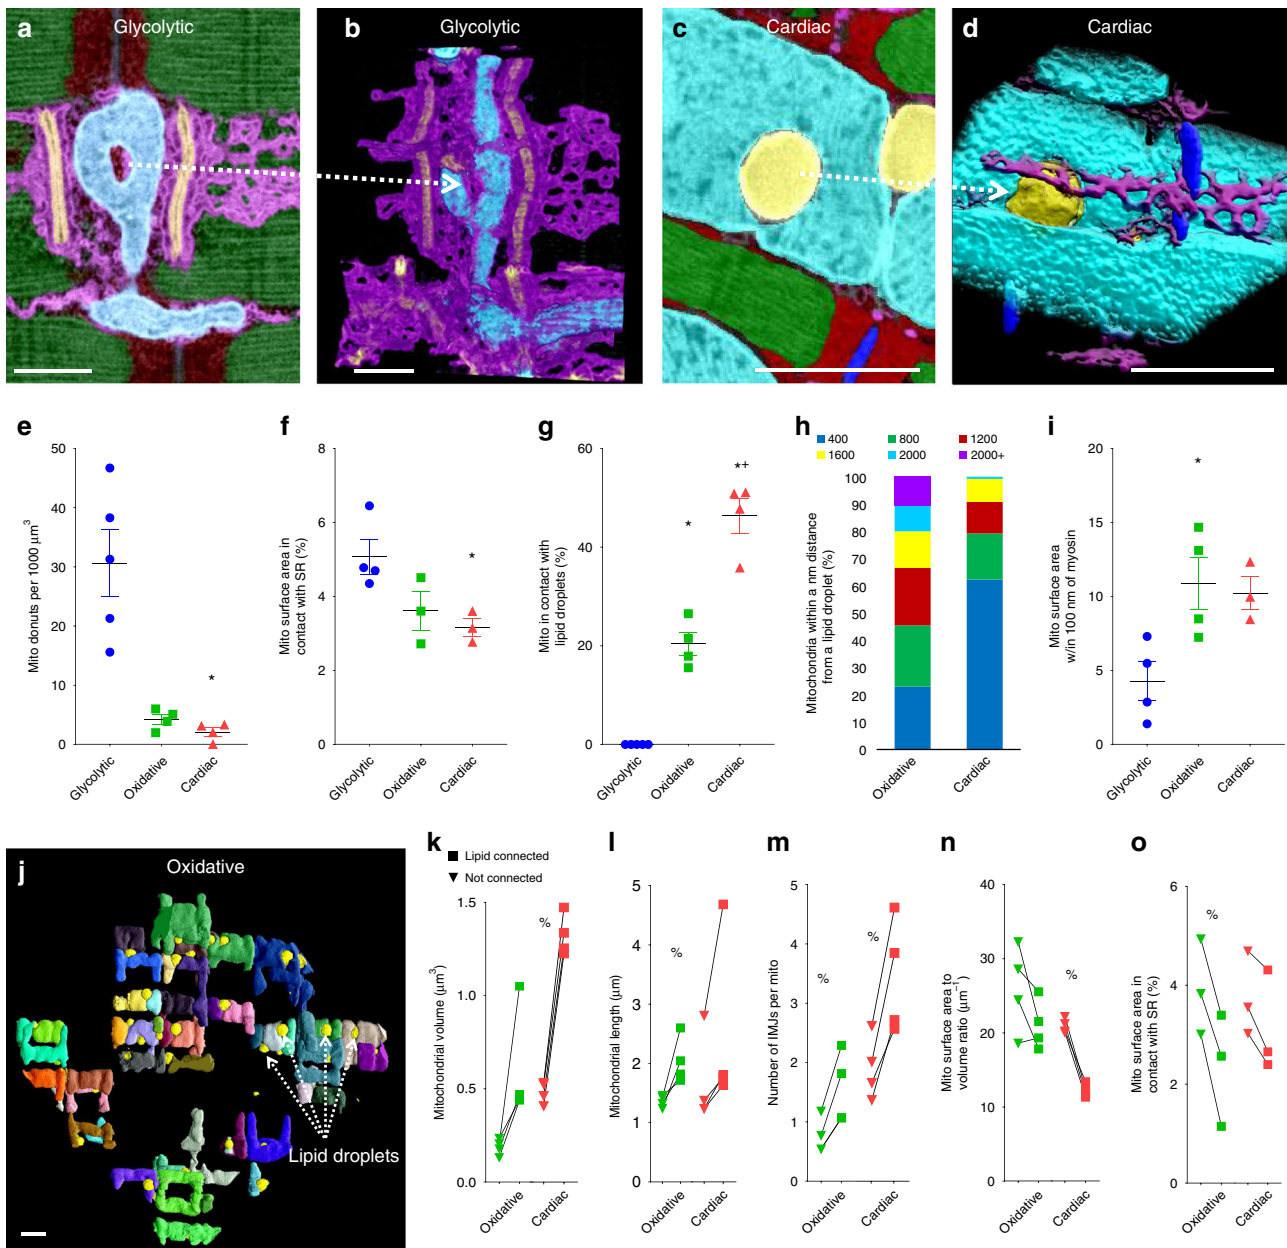 a Glycolytic
b Glycolytic
c Cardiac
d Cardiac
e
Mito donuts per 1000 μm³
50
40
30
20
10
0
*
Glycolytic
Oxidative
Cardiac
f
Mito surface area in
contact with SR (%)
8
6
4
2
0
*
Glycolytic
Oxidative
Cardiac
g
Mito in contact with
lipid droplets (%)
60
40
20
0
*
*+
Glycolytic
Oxidative
Cardiac
h
400 800 1200
1600 2000 2000+
Mitochondria within a nm distance
from a lipid droplet (%)
100
90
80
70
60
50
40
30
20
10
0
Oxidative
Cardiac
i
Mito surface area
w/in 100 nm of myosin
20
15
10
5
0
*
Glycolytic
Oxidative
Cardiac
j Oxidative
Lipid droplets
k
Lipid connected
Not connected
Mitochondrial volume (μm³)
1.5
1.0
0.5
0.0
%
Oxidative
Cardiac
l
Mitochondrial length (μm)
5
4
3
2
1
0
%
Oxidative
Cardiac
m
Number of IMJs per mito
5
4
3
2
1
0
%
%
Oxidative
Cardiac
n
Mito surface area to
volume ratio (μm⁻¹)
40
30
20
10
0
%
Oxidative
Cardiac
o
Mito surface area in
contact with SR (%)
6
4
2
0
%
Oxidative
Cardiac